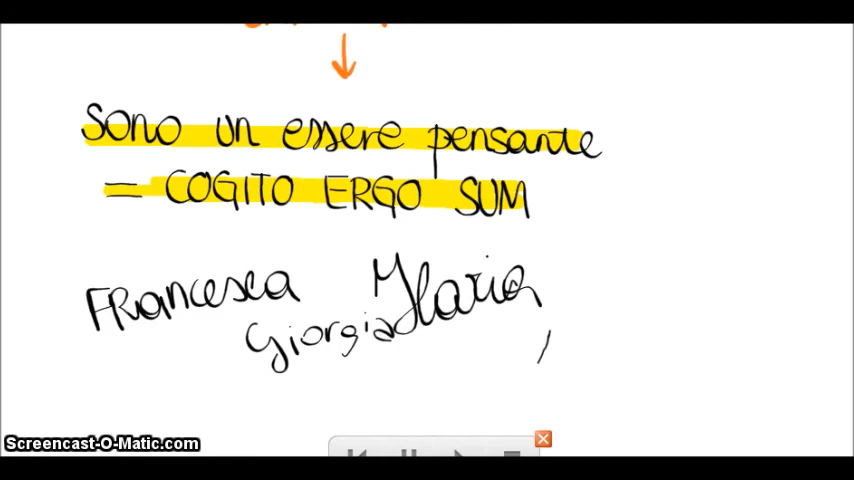 sono un essere pensante
= COGITO ERGO SUM
Francesca Ilaria
Giorgia
Screencast-O-Matic.com